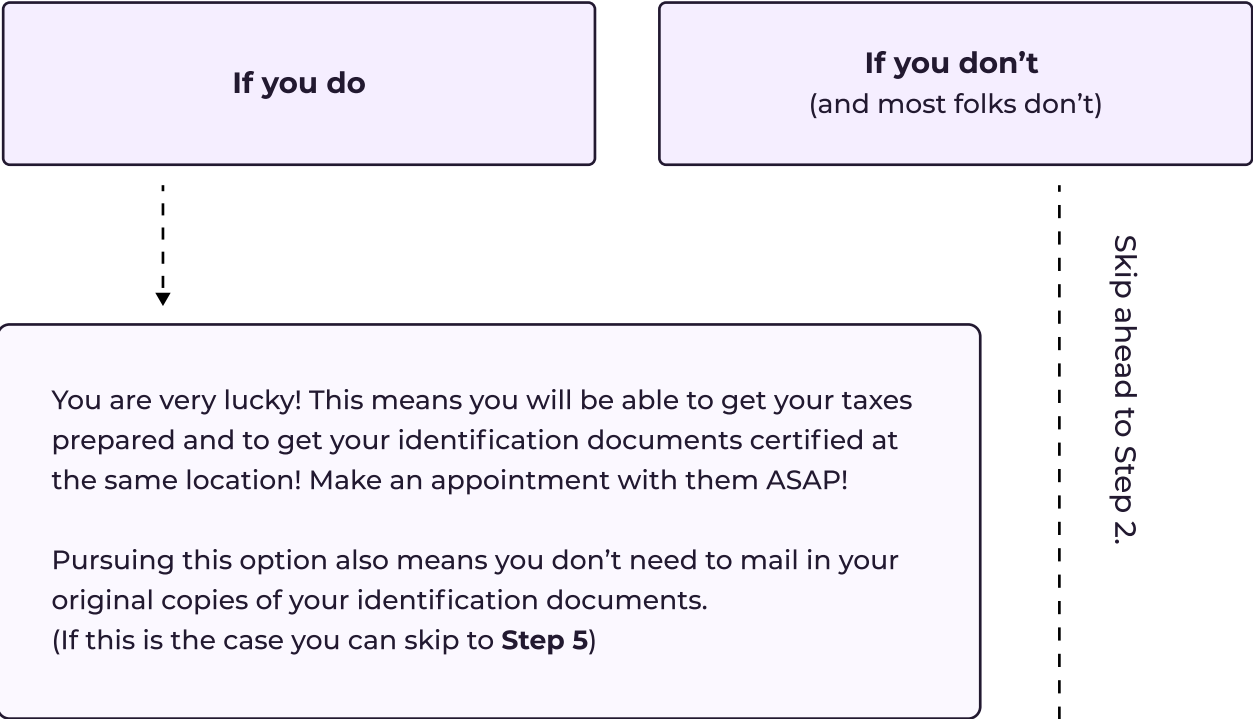 If you do
If you don’t
(and most folks don’t)
Skip ahead to Step 2.
You are very lucky! This means you will be able to get your taxes
prepared and to get your identification documents certified at
the same location! Make an appointment with them ASAP!
Pursuing this option also means you don’t need to mail in your
original copies of your identification documents.
(If this is the case you can skip to Step 5)